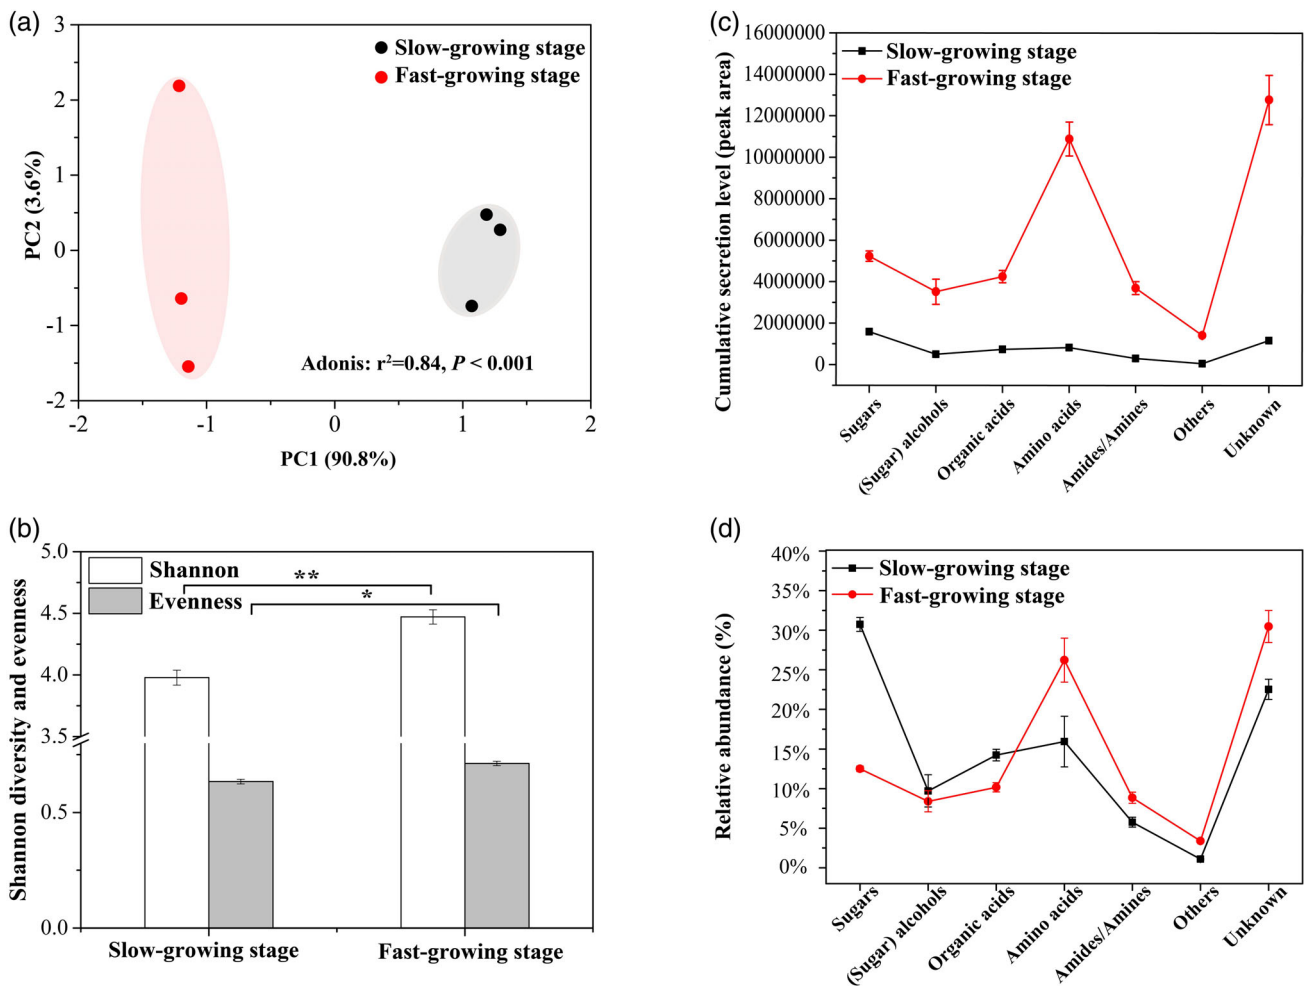 (a)
3
2
1
0
-1
-2
-2
-1
0
1
2
PC2 (3.6%)
PC1 (90.8%)
Slow-growing stage
Fast-growing stage
Adonis: r²=0.84, P < 0.001
(c)
16000000
14000000
12000000
10000000
8000000
6000000
4000000
2000000
0
Cumulative secretion level (peak area)
Slow-growing stage
Fast-growing stage
Sugars
(Sugar) alcohols
Organic acids
Amino acids
Amides/Amines
Others
Unknown
(b)
5.0
4.5
4.0
3.5
3.5
0.5
0.0
Shannon diversity and evenness
Shannon
Evenness
**
*
Slow-growing stage
Fast-growing stage
(d)
40%
35%
30%
25%
20%
15%
10%
5%
0%
Relative abundance (%)
Slow-growing stage
Fast-growing stage
Sugars
(Sugar) alcohols
Organic acids
Amino acids
Amides/Amines
Others
Unknown